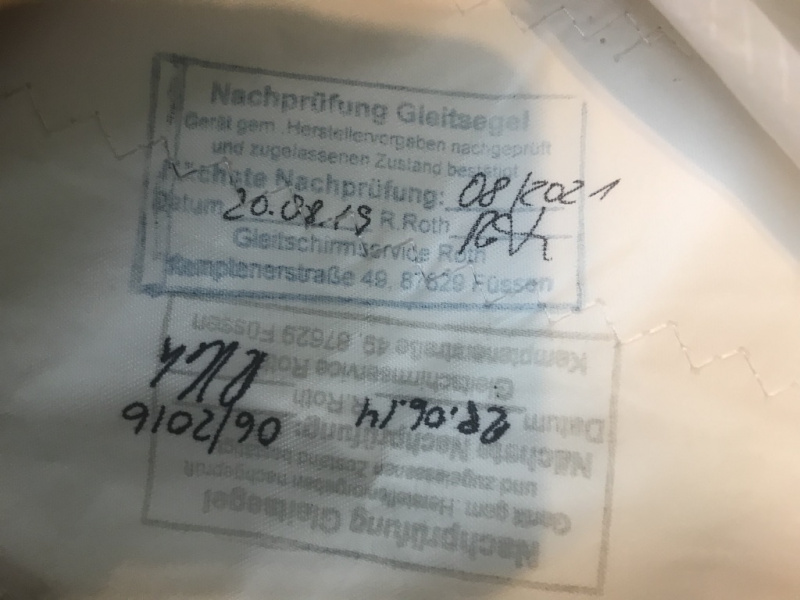 Nachprüfung Gleitsegel
Gerät gem. Herstellervorgaben nachgeprüft
und zugelassenen Zustand bestätigt
Nächste Nachprüfung: 08/2021
Datum 20.08.19 R.Roth
Gleitschirmservice Roth
Kemptenerstraße 49, 87629 Füssen
Nachprüfung Gleitsegel
Gerät gem. Herstellervorgaben nachgeprüft
und zugelassenen Zustand bestätigt
Nächste Nachprüfung: 06/2016
Datum .06.14 R.Roth
Gleitschirmservice Roth
Kemptenerstraße 49, 87629 Füssen